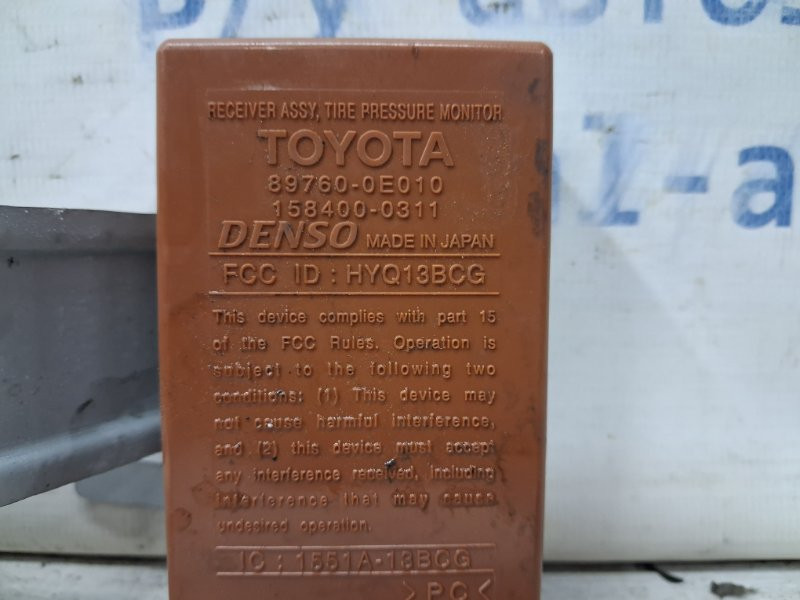 RECEIVER ASSY, TIRE PRESSURE MONITOR
TOYOTA
89760-0E010
158400-0311
DENSO MADE IN JAPAN
FCC ID : HYQ13BCG
This device complies with part 15
of the FCC Rules. Operation is
subject to the following two
conditions: (1) This device may
not cause harmful interference,
and (2) this device must accept
any interference received, including
interference that may cause
undesired operation.
IC : 1551A-13BCG
>PC<